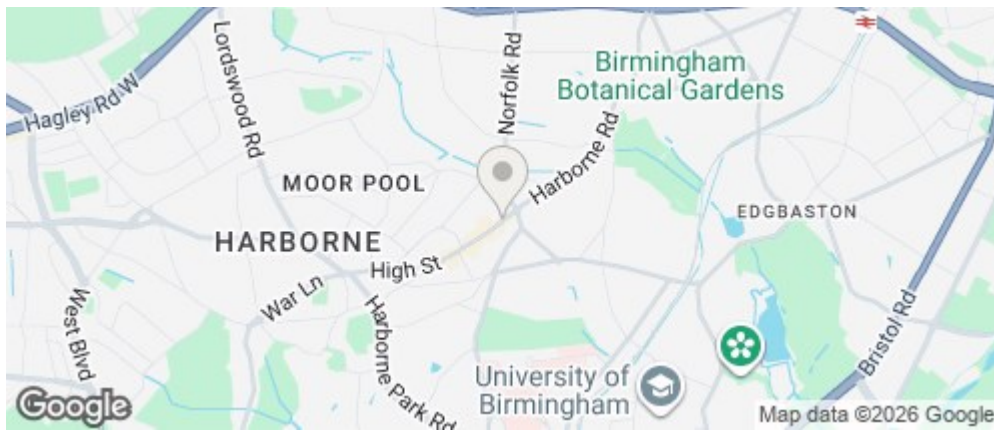 Lordswood Rd
Norfolk Rd
Birmingham
Botanical Gardens
Hagley Rd W
Harborne Rd
MOOR POOL
EDGBASTON
HARBORNE
High St
War Ln
West Blvd
Harborne Park Rd
Bristol Rd
University of
Birmingham
Google
Map data ©2026 Google